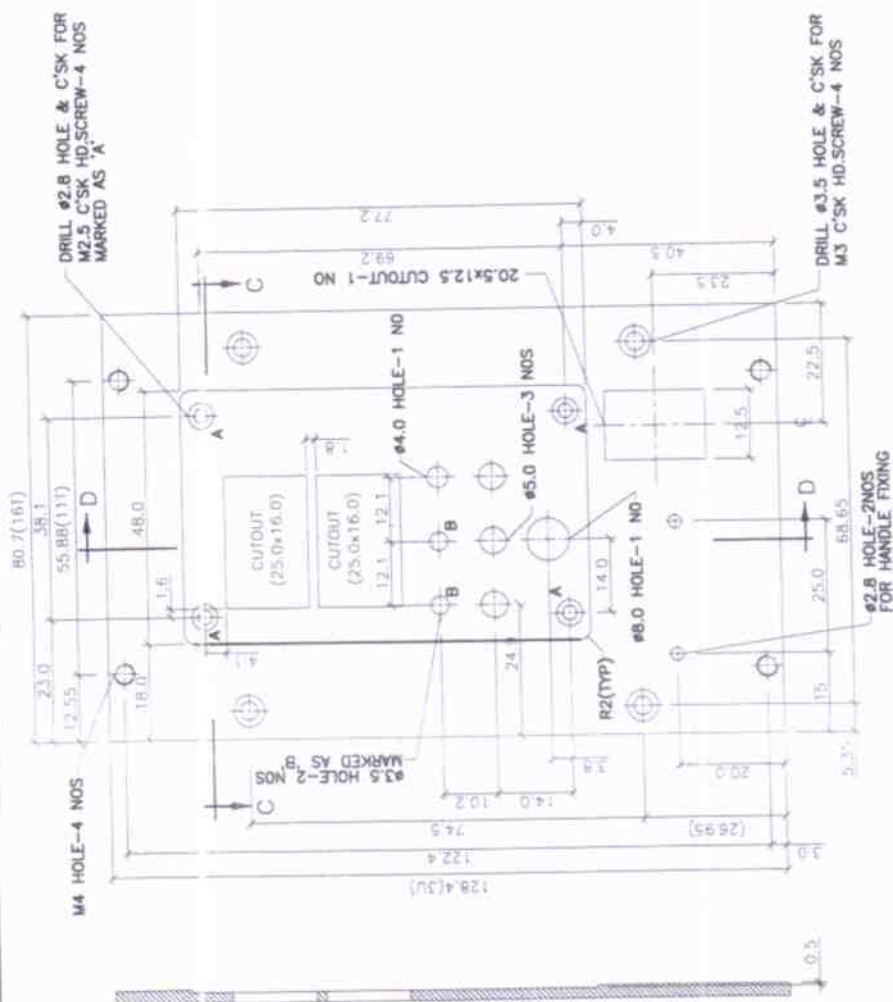 DRILL ø2.8 HOLE & C'SK FOR
M2.5 C'SK HD.SCREW-4 NOS
MARKED AS 'A'
80.7(161)
38.1
55.88(111)
D
48.0
1.6
23.0
12.55
18.0
4.1
M4 HOLE-4 NOS
77.2
69.2
C
20.5x12.5 CUTOUT-1 NO
4.0
40.5
23.5
A
A
CUTOUT
(25.0x16.0)
CUTOUT
(25.0x16.0)
ø4.0 HOLE-1 NO
12.1
12.1
B
B
ø5.0 HOLE-3 NOS
A
A
14.0
24.9
ø8.0 HOLE-1 NO
R2(TYP)
ø3.5 HOLE-2 NOS
MARKED AS 'B'
C
10.2
14.0
74.5
(26.95)
122.4
3.0
128.4(3U)
20.0
12.5
22.5
D
68.65
25.0
15
5.35
DRILL ø3.5 HOLE & C'SK FOR
M3 C'SK HD.SCREW-4 NOS
ø2.8 HOLE-2NOS
FOR HANDLE FIXING
0.5